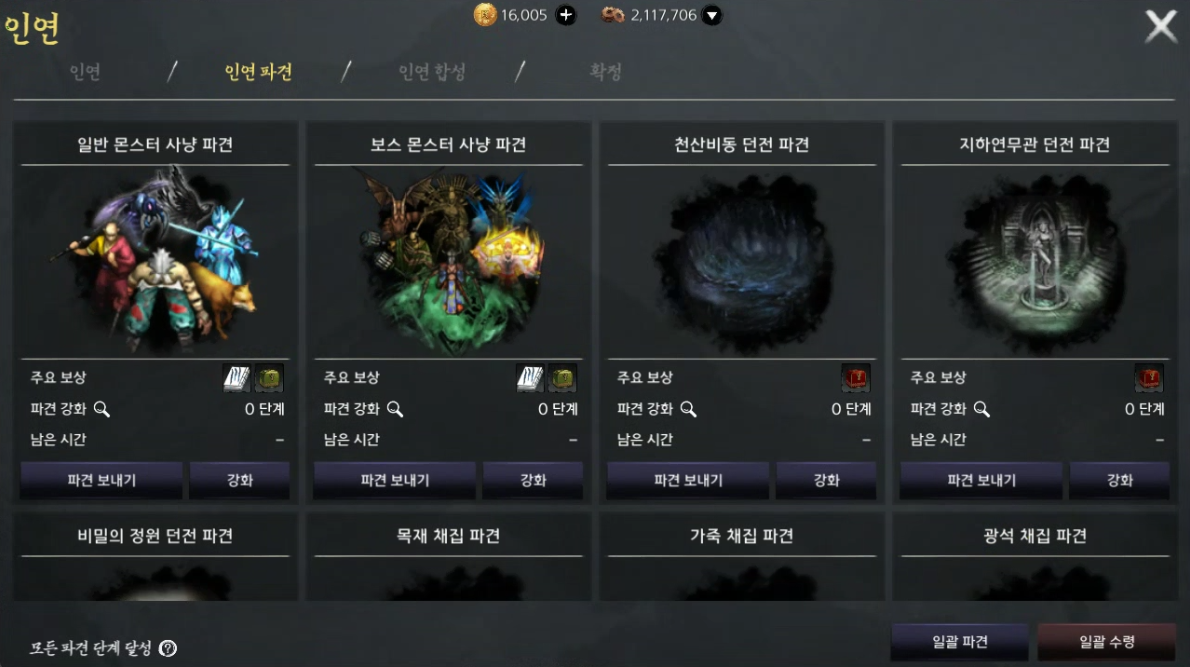 인연
16,005
2,117,706
인연 / 인연 파견 / 인연 합성 / 확정
일반 몬스터 사냥 파견
주요 보상
파견 강화 0 단계
남은 시간 –
파견 보내기 강화
보스 몬스터 사냥 파견
주요 보상
파견 강화 0 단계
남은 시간 –
파견 보내기 강화
천산비동 던전 파견
주요 보상
파견 강화 0 단계
남은 시간 –
파견 보내기 강화
지하연무관 던전 파견
주요 보상
파견 강화 0 단계
남은 시간 –
파견 보내기 강화
비밀의 정원 던전 파견
목재 채집 파견
가죽 채집 파견
광석 채집 파견
모든 파견 단계 달성 ?
일괄 파견
일괄 수령